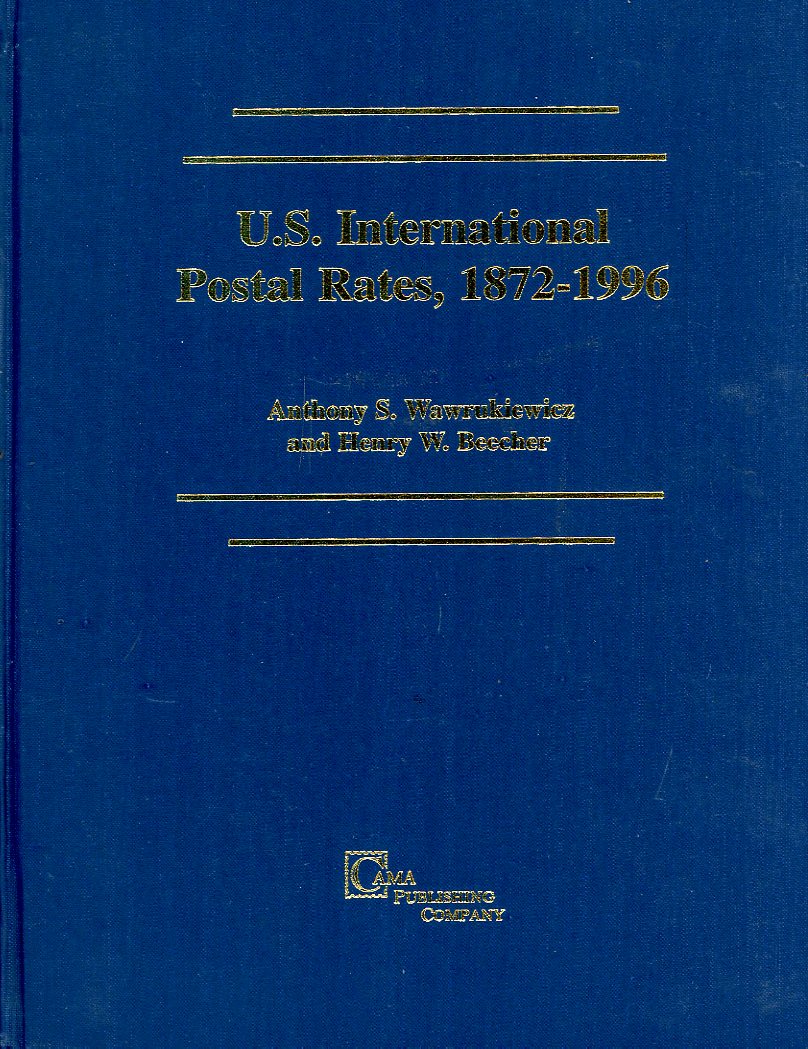 U.S. International
Postal Rates, 1872-1996
Anthony S. Wawrukiewicz
and Henry W. Beecher
CAMA
PUBLISHING
COMPANY